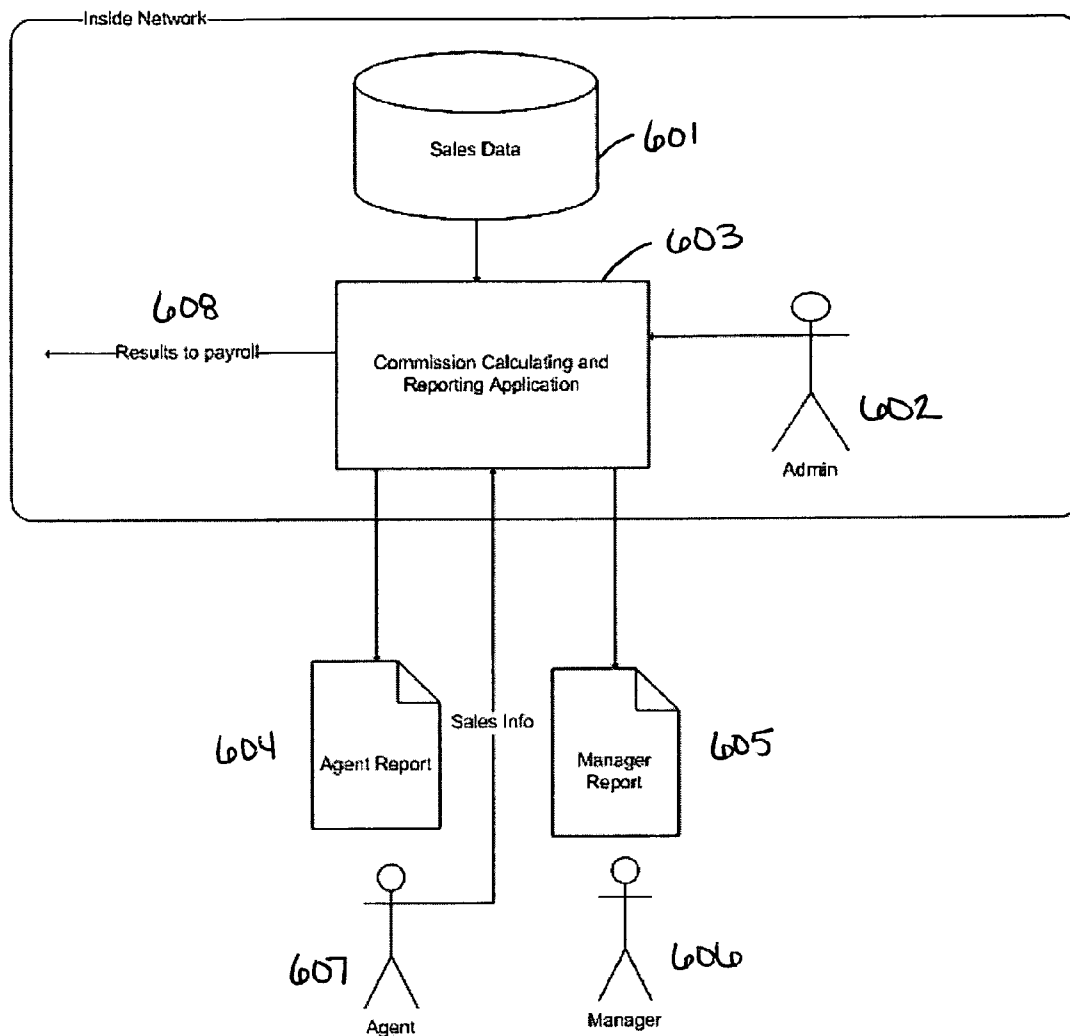 Inside Network
Sales Data
601
603
608
Results to payroll
Commission Calculating and
Reporting Application
602
Admin
Sales Info
604
Agent Report
Manager
Report
605
607
Agent
606
Manager